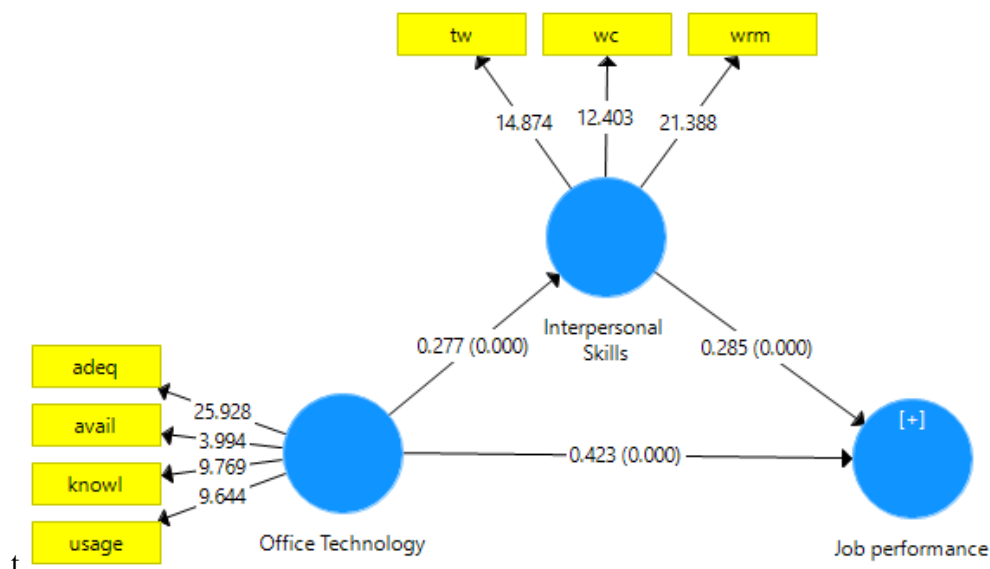 tw
wc
wrm
14.874
12.403
21.388
Interpersonal
Skills
0.277 (0.000)
0.285 (0.000)
adeq
avail
knowl
usage
25.928
3.994
9.769
9.644
0.423 (0.000)
[+]
Office Technology
Job performance
t